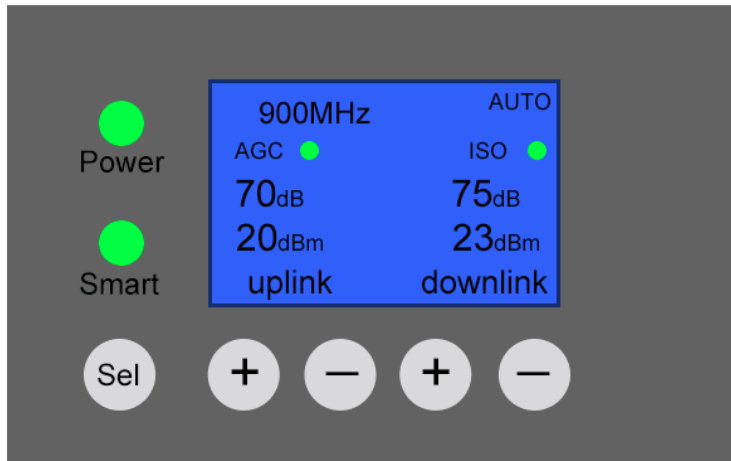 900MHz AUTO
Power AGC ISO
70dB 75dB
20dBm 23dBm
Smart uplink downlink
Sel + − + −